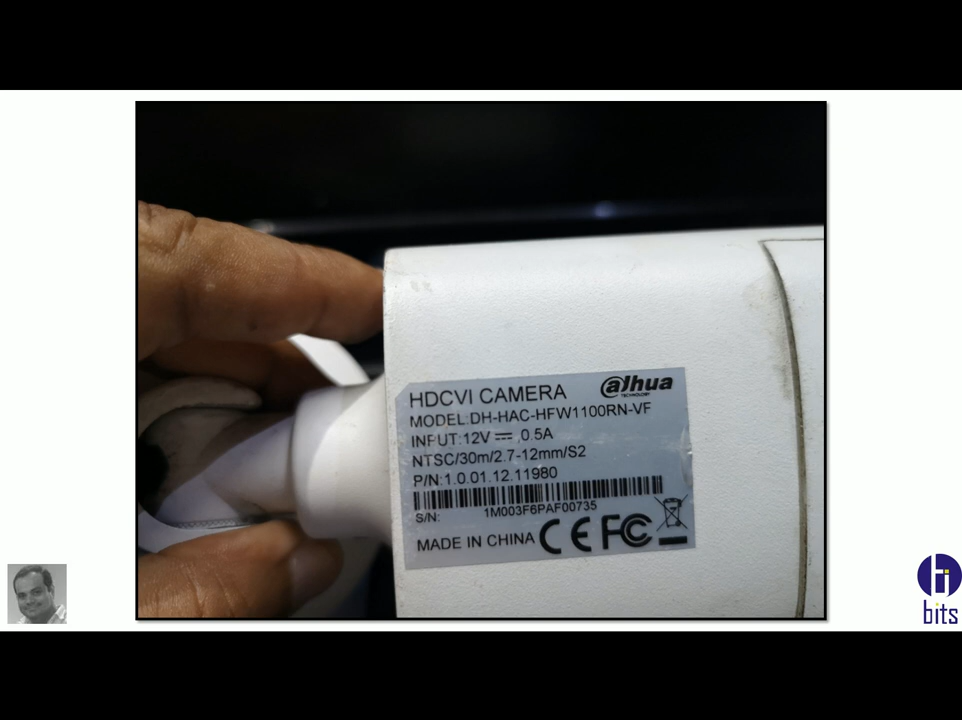 HDCVI CAMERA
alhua
TECHNOLOGY
MODEL:DH-HAC-HFW1100RN-VF
INPUT:12V ⎓ ,0.5A
NTSC/30m/2.7-12mm/S2
P/N:1.0.01.12.11980
S/N: 1M003F6PAF00735
MADE IN CHINA CE FC
hi
bits